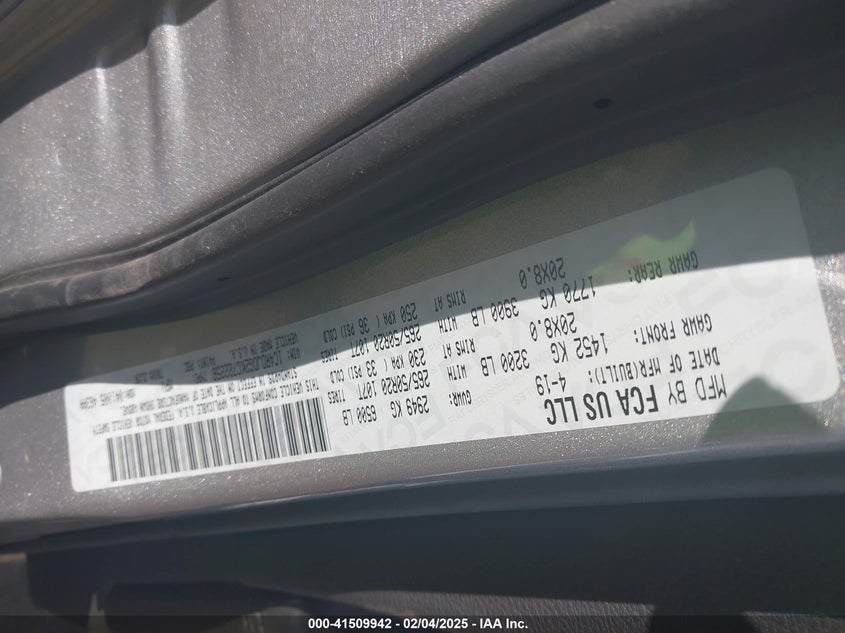 MFD BY FCA US LLC
DATE OF MFR(BUILT): 4-19 GVWR: 2949 KG 6500 LB
GAWR FRONT: 1452 KG 3200 LB WITH 265/50R20 107T TIRES
20X8.0 RIMS AT 230 KPA ( 33 PSI) COLD
GAWR REAR: 1770 KG 3900 LB WITH 265/50R20 107T TIRES
20X8.0 RIMS AT 250 KPA ( 36 PSI) COLD
THIS VEHICLE CONFORMS TO ALL APPLICABLE U.S.A. FEDERAL MOTOR VEHICLE SAFETY
STANDARDS IN EFFECT ON THE DATE OF MANUFACTURE SHOWN ABOVE.
VIN: TYPE: MPV
VEHICLE MADE IN U.S.A. PAINT:
000-41509942 - 02/04/2025 - IAA Inc.